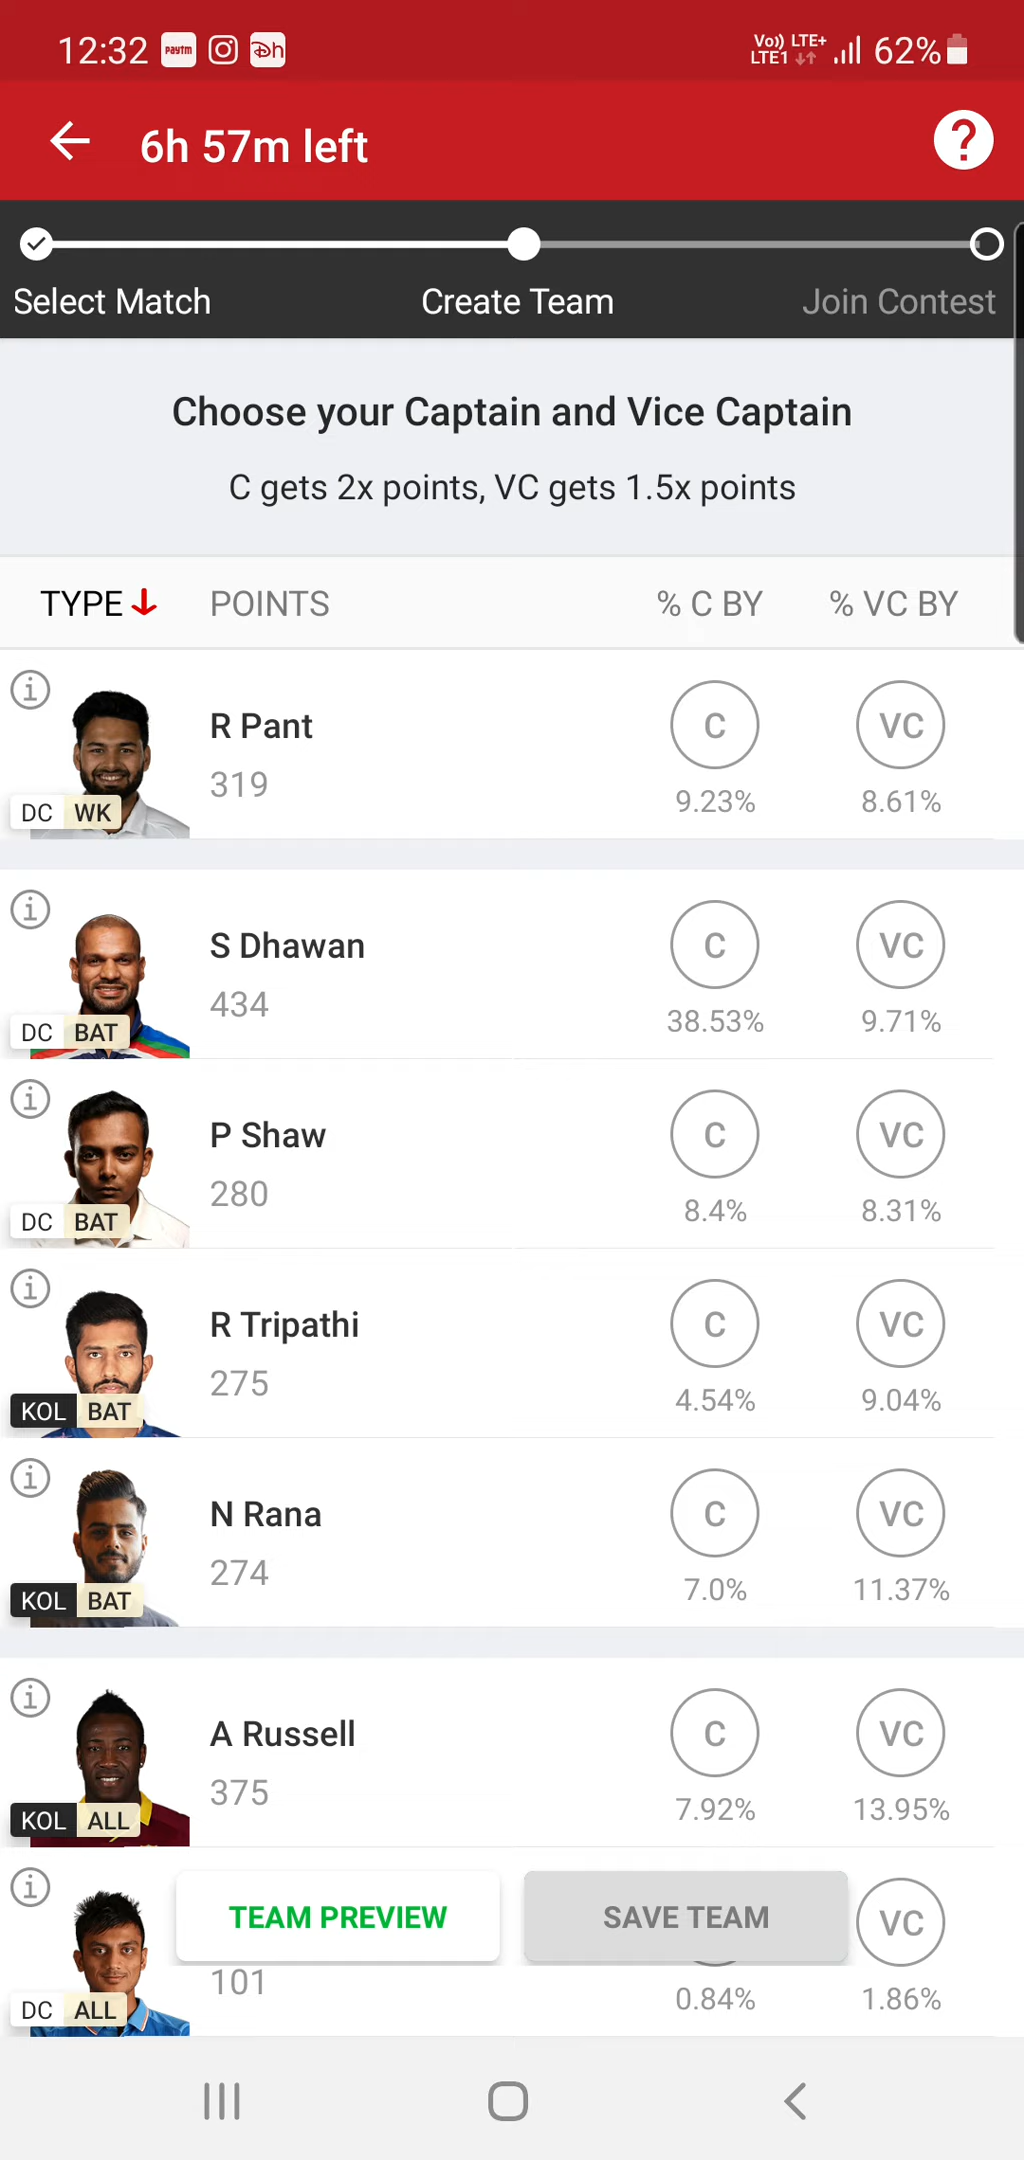 12:32 paytm Dh Vo)) LTE+ LTE1 62%
6h 57m left ?
Select Match Create Team Join Contest
Choose your Captain and Vice Captain
C gets 2x points, VC gets 1.5x points
TYPE POINTS % C BY % VC BY
R Pant C VC
319 9.23% 8.61%
DC WK
S Dhawan C VC
434 38.53% 9.71%
DC BAT
P Shaw C VC
280 8.4% 8.31%
DC BAT
R Tripathi C VC
275 4.54% 9.04%
KOL BAT
N Rana C VC
274 7.0% 11.37%
KOL BAT
A Russell C VC
375 7.92% 13.95%
KOL ALL
TEAM PREVIEW SAVE TEAM VC
101 0.84% 1.86%
DC ALL